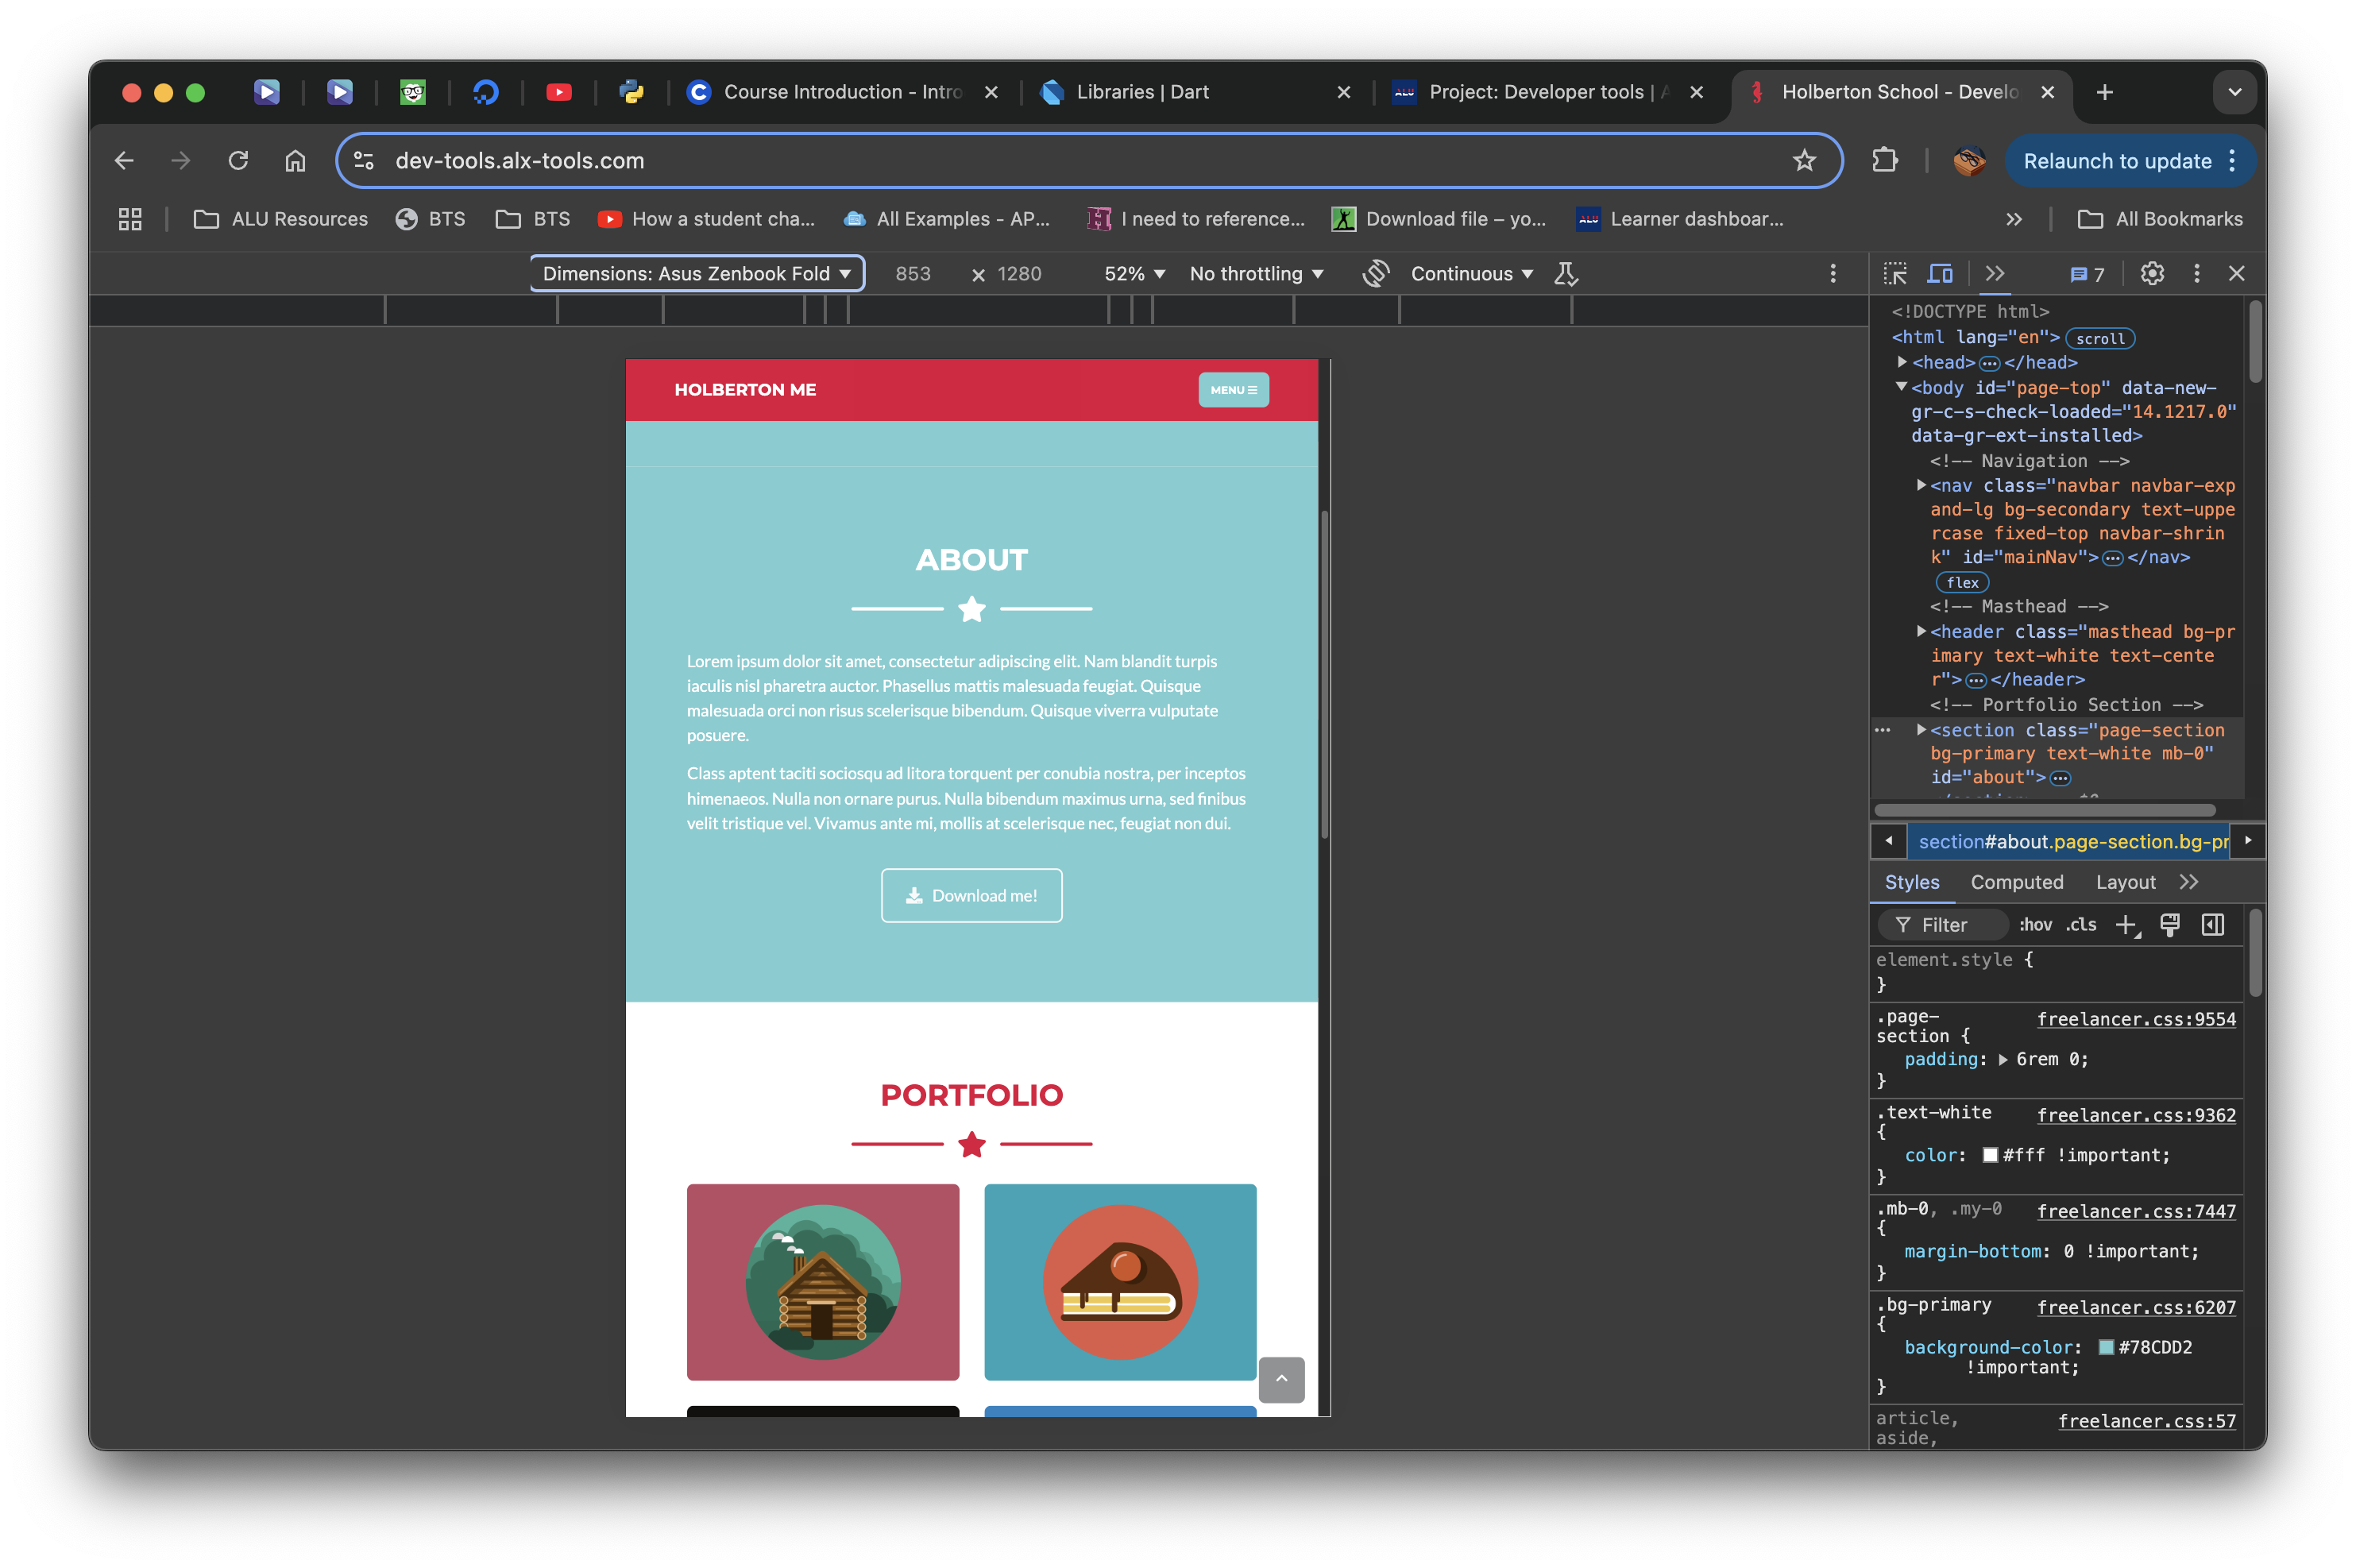 Course Introduction - Intro
Libraries | Dart
Project: Developer tools | A
Holberton School - Develo
dev-tools.alx-tools.com
Relaunch to update
ALU Resources
BTS
BTS
How a student cha...
All Examples - AP...
I need to reference...
Download file – yo...
ALU
Learner dashboar...
All Bookmarks
Dimensions: Asus Zenbook Fold
853
× 1280
52%
No throttling
Continuous
7
HOLBERTON ME
MENU
ABOUT
Lorem ipsum dolor sit amet, consectetur adipiscing elit. Nam blandit turpis
iaculis nisl pharetra auctor. Phasellus mattis malesuada feugiat. Quisque
malesuada orci non risus scelerisque bibendum. Quisque viverra vulputate
posuere.
Class aptent taciti sociosqu ad litora torquent per conubia nostra, per inceptos
himenaeos. Nulla non ornare purus. Nulla bibendum maximus urna, sed finibus
velit tristique vel. Vivamus ante mi, mollis at scelerisque nec, feugiat non dui.
Download me!
PORTFOLIO
<!DOCTYPE html>
<html lang="en"> scroll
<head> ••• </head>
<body id="page-top" data-new-
gr-c-s-check-loaded="14.1217.0"
data-gr-ext-installed>
<!-- Navigation -->
<nav class="navbar navbar-exp
and-lg bg-secondary text-uppe
rcase fixed-top navbar-shrin
k" id="mainNav"> ••• </nav>
flex
<!-- Masthead -->
<header class="masthead bg-pr
imary text-white text-cente
r"> ••• </header>
<!-- Portfolio Section -->
<section class="page-section
bg-primary text-white mb-0"
id="about"> •••
section#about.page-section.bg-pr
Styles
Computed
Layout
Filter
:hov
.cls
element.style {
}
.page-
section {
freelancer.css:9554
padding: 6rem 0;
}
.text-white
{
freelancer.css:9362
color: #fff !important;
}
.mb-0, .my-0
{
freelancer.css:7447
margin-bottom: 0 !important;
}
.bg-primary
{
freelancer.css:6207
background-color: #78CDD2
!important;
}
article,
aside,
freelancer.css:57